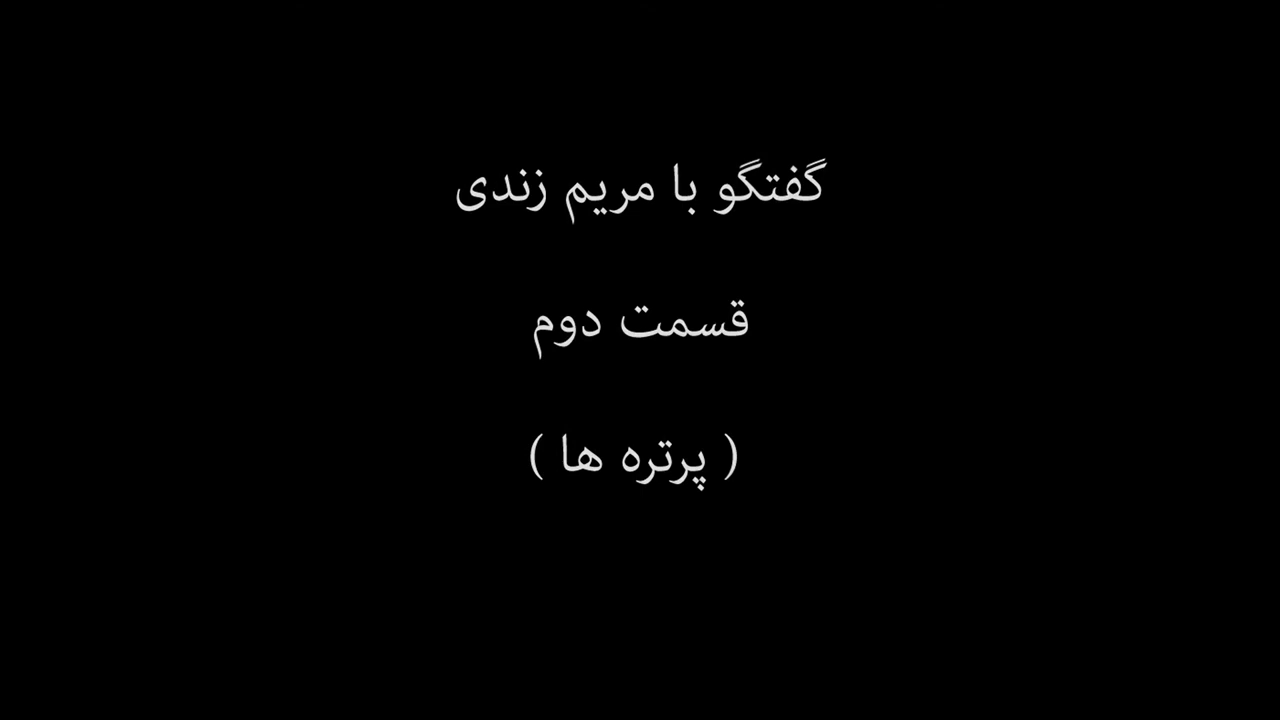 گفتگو با مریم زندی
قسمت دوم
( پرتره ها )